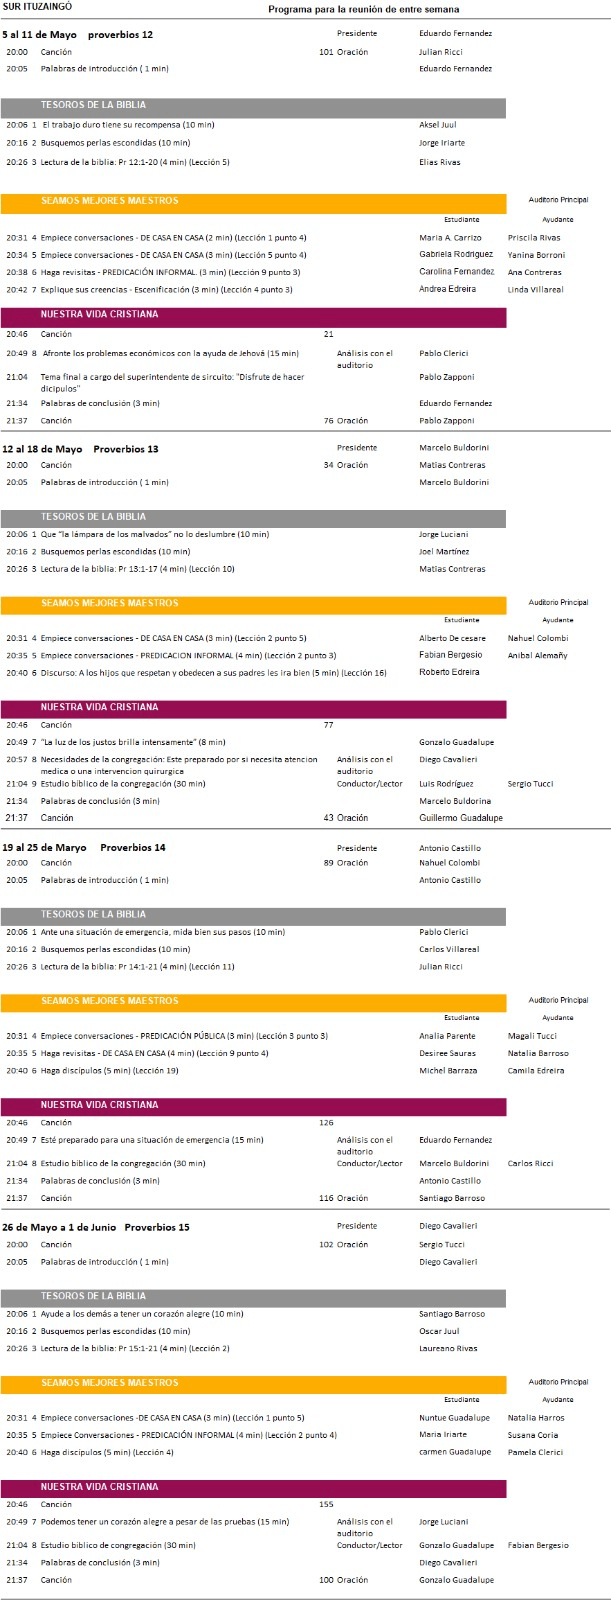 SUR ITUZAINGÓ Programa para la reunión de entre semana
5 al 11 de Mayo proverbios 12 Presidente Eduardo Fernandez
20:00 Canción 101 Oración Julian Ricci
20:05 Palabras de introducción ( 1 min) Eduardo Fernandez
TESOROS DE LA BIBLIA
20:06 1 El trabajo duro tiene su recompensa (10 min) Aksel Juul
20:16 2 Busquemos perlas escondidas (10 min) Jorge Iriarte
20:26 3 Lectura de la biblia: Pr 12:1-20 (4 min) (Lección 5) Elias Rivas
SEAMOS MEJORES MAESTROS Auditorio Principal
Estudiante Ayudante
20:31 4 Empiece conversaciones - DE CASA EN CASA (2 min) (Lección 1 punto 4) Maria A. Carrizo Priscila Rivas
20:34 5 Empiece conversaciones - DE CASA EN CASA (3 min) (Lección 5 punto 4) Gabriela Rodriguez Yanina Borroni
20:38 6 Haga revisitas - PREDICACIÓN INFORMAL. (3 min) (Lección 9 punto 3) Carolina Fernandez Ana Contreras
20:42 7 Explique sus creencias - Escenificación (3 min) (Lección 4 punto 3) Andrea Edreira Linda Villareal
NUESTRA VIDA CRISTIANA
20:46 Canción 21
20:49 8 Afronte los problemas económicos con la ayuda de Jehová (15 min) Análisis con el Pablo Clerici
auditorio
21:04 Tema final a cargo del superintendente de sircuito: "Disfrute de hacer Pablo Zapponi
dicipulos"
21:34 Palabras de conclusión (3 min) Eduardo Fernandez
21:37 Canción 76 Oración Pablo Zapponi
12 al 18 de Mayo Proverbios 13 Presidente Marcelo Buldorini
20:00 Canción 34 Oración Matias Contreras
20:05 Palabras de introducción ( 1 min) Marcelo Buldorini
TESOROS DE LA BIBLIA
20:06 1 Que “la lámpara de los malvados” no lo deslumbre (10 min) Jorge Luciani
20:16 2 Busquemos perlas escondidas (10 min) Joel Martínez
20:26 3 Lectura de la biblia: Pr 13:1-17 (4 min) (Lección 10) Matias Contreras
SEAMOS MEJORES MAESTROS Auditorio Principal
Estudiante Ayudante
20:31 4 Empiece conversaciones - DE CASA EN CASA (3 min) (Lección 2 punto 5) Alberto De cesare Nahuel Colombi
20:35 5 Empiece conversaciones - PREDICACION INFORMAL (4 min) (Lección 2 punto 3) Fabian Bergesio Anibal Alemañy
20:40 6 Discurso: A los hijos que respetan y obedecen a sus padres les ira bien (5 min) (Lección 16) Roberto Edreira
NUESTRA VIDA CRISTIANA
20:46 Canción 77
20:49 7 “La luz de los justos brilla intensamente” (8 min) Gonzalo Guadalupe
20:57 8 Necesidades de la congregación: Este preparado por si necesita atencion Análisis con el Diego Cavalieri
medica o una intervencion quirurgica auditorio
21:04 9 Estudio bíblico de la congregación (30 min) Conductor/Lector Luis Rodríguez Sergio Tucci
21:34 Palabras de conclusión (3 min) Marcelo Buldorina
21:37 Canción 43 Oración Guillermo Guadalupe
19 al 25 de Maryo Proverbios 14 Presidente Antonio Castillo
20:00 Canción 89 Oración Nahuel Colombi
20:05 Palabras de introducción ( 1 min) Antonio Castillo
TESOROS DE LA BIBLIA
20:06 1 Ante una situación de emergencia, mida bien sus pasos (10 min) Pablo Clerici
20:16 2 Busquemos perlas escondidas (10 min) Carlos Villareal
20:26 3 Lectura de la biblia: Pr 14:1-21 (4 min) (Lección 11) Julian Ricci
SEAMOS MEJORES MAESTROS Auditorio Principal
Estudiante Ayudante
20:31 4 Empiece conversaciones - PREDICACIÓN PÚBLICA (3 min) (Lección 3 punto 3) Analia Parente Magali Tucci
20:35 5 Haga revisitas - DE CASA EN CASA (4 min) (Lección 9 punto 4) Desiree Sauras Natalia Barroso
20:40 6 Haga discípulos (5 min) (Lección 19) Michel Barraza Camila Edreira
NUESTRA VIDA CRISTIANA
20:46 Canción 126
20:49 7 Esté preparado para una situación de emergencia (15 min) Análisis con el Eduardo Fernandez
auditorio
21:04 8 Estudio bíblico de la congregación (30 min) Conductor/Lector Marcelo Buldorini Carlos Ricci
21:34 Palabras de conclusión (3 min) Antonio Castillo
21:37 Canción 116 Oración Santiago Barroso
26 de Mayo a 1 de Junio Proverbios 15 Presidente Diego Cavalieri
20:00 Canción 102 Oración Sergio Tucci
20:05 Palabras de introducción ( 1 min) Diego Cavalieri
TESOROS DE LA BIBLIA
20:06 1 Ayude a los demás a tener un corazón alegre (10 min) Santiago Barroso
20:16 2 Busquemos perlas escondidas (10 min) Oscar Juul
20:26 3 Lectura de la biblia: Pr 15:1-21 (4 min) (Lección 2) Laureano Rivas
SEAMOS MEJORES MAESTROS Auditorio Principal
Estudiante Ayudante
20:31 4 Empiece conversaciones -DE CASA EN CASA (3 min) (Lección 1 punto 5) Nuntue Guadalupe Natalia Harros
20:35 5 Empiece Conversaciones - PREDICACIÓN INFORMAL (4 min) (Lección 2 punto 4) Maria Iriarte Susana Coria
20:40 6 Haga discipulos (5 min) (Lección 4) carmen Guadalupe Pamela Clerici
NUESTRA VIDA CRISTIANA
20:46 Canción 155
20:49 7 Podemos tener un corazón alegre a pesar de las pruebas (15 min) Análisis con el Jorge Luciani
auditorio
21:04 8 Estudio biblico de congregación (30 min) Conductor/Lector Gonzalo Guadalupe Fabian Bergesio
21:34 Palabras de conclusión (3 min) Diego Cavalieri
21:37 Canción 100 Oración Gonzalo Guadalupe